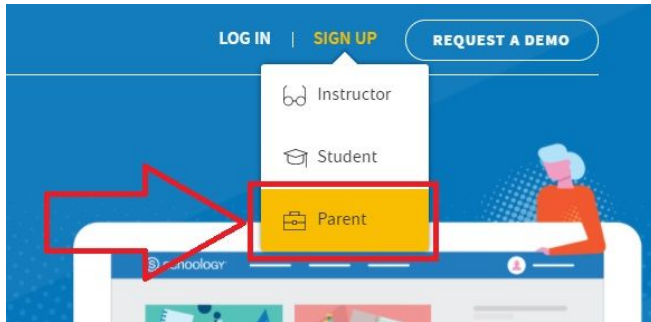 LOG IN | SIGN UP REQUEST A DEMO
Instructor
Student
Parent
schoology